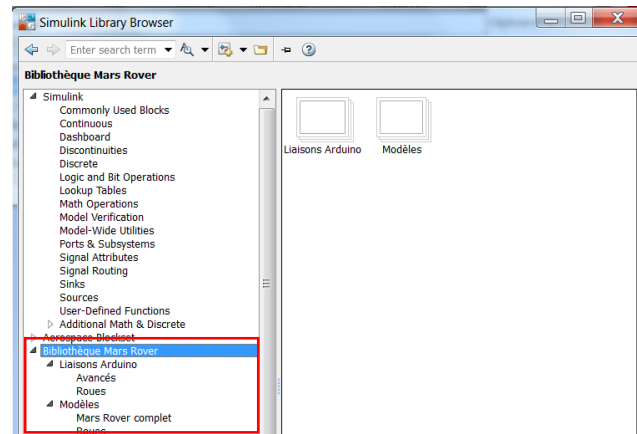 Simulink Library Browser
Enter search term
Bibliothèque Mars Rover
Simulink
Commonly Used Blocks
Continuous
Dashboard
Discontinuities
Discrete
Logic and Bit Operations
Lookup Tables
Math Operations
Model Verification
Model-Wide Utilities
Ports & Subsystems
Signal Attributes
Signal Routing
Sinks
Sources
User-Defined Functions
Additional Math & Discrete
Aerospace Blockset
Bibliothèque Mars Rover
Liaisons Arduino
Avancés
Roues
Modèles
Mars Rover complet
Roues
Liaisons Arduino
Modèles